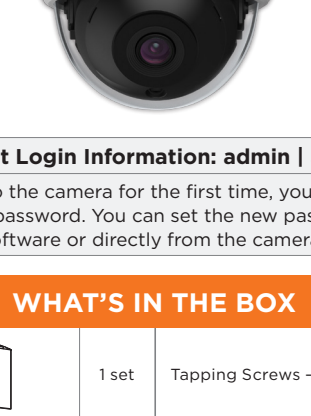 t Login Information: admin |
o the camera for the first time, you
password. You can set the new pas
oftware or directly from the camera
WHAT'S IN THE BOX
1 set
Tapping Screws –